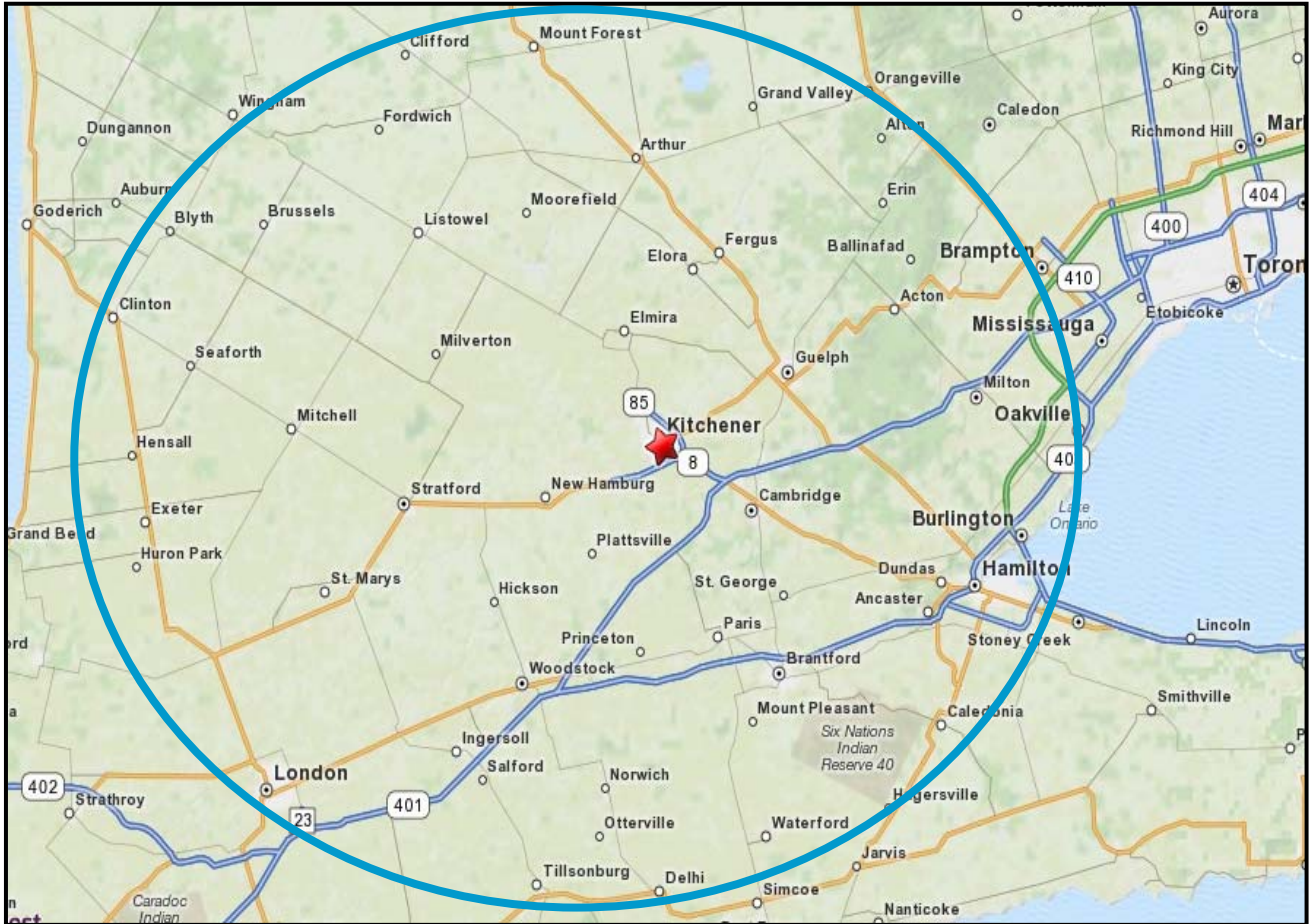 Aurora
Clifford
Mount Forest
King City
Orangeville
Grand Valley
Wingham
Caledon
Fordwich
Dungannon
Alton
Richmond Hill
Mar
Arthur
Auburn
Erin
404
Moorefield
Goderich
Blyth
Brussels
Listowel
400
Fergus
Ballinafad
Brampton
Elora
Toron
410
Acton
Clinton
Etobicoke
Elmira
Mississauga
Milverton
Seaforth
Guelph
Milton
85
Mitchell
Kitchener
Oakville
Hensall
8
40
Stratford
New Hamburg
Cambridge
Exeter
Burlington
Lake
Ontario
Grand Bend
Huron Park
Plattsville
St. Marys
Hickson
St. George
Dundas
Hamilton
Ancaster
Paris
Lincoln
ord
Princeton
Stoney Creek
Woodstock
Brantford
Smithville
a
Mount Pleasant
Caledonia
Six Nations
Indian
Reserve 40
P
Ingersoll
London
Salford
Norwich
402
Strathroy
401
Hagersville
23
Otterville
Waterford
Jarvis
Tillsonburg
Delhi
Simcoe
Caradoc
Indian
n
Nanticoke
est